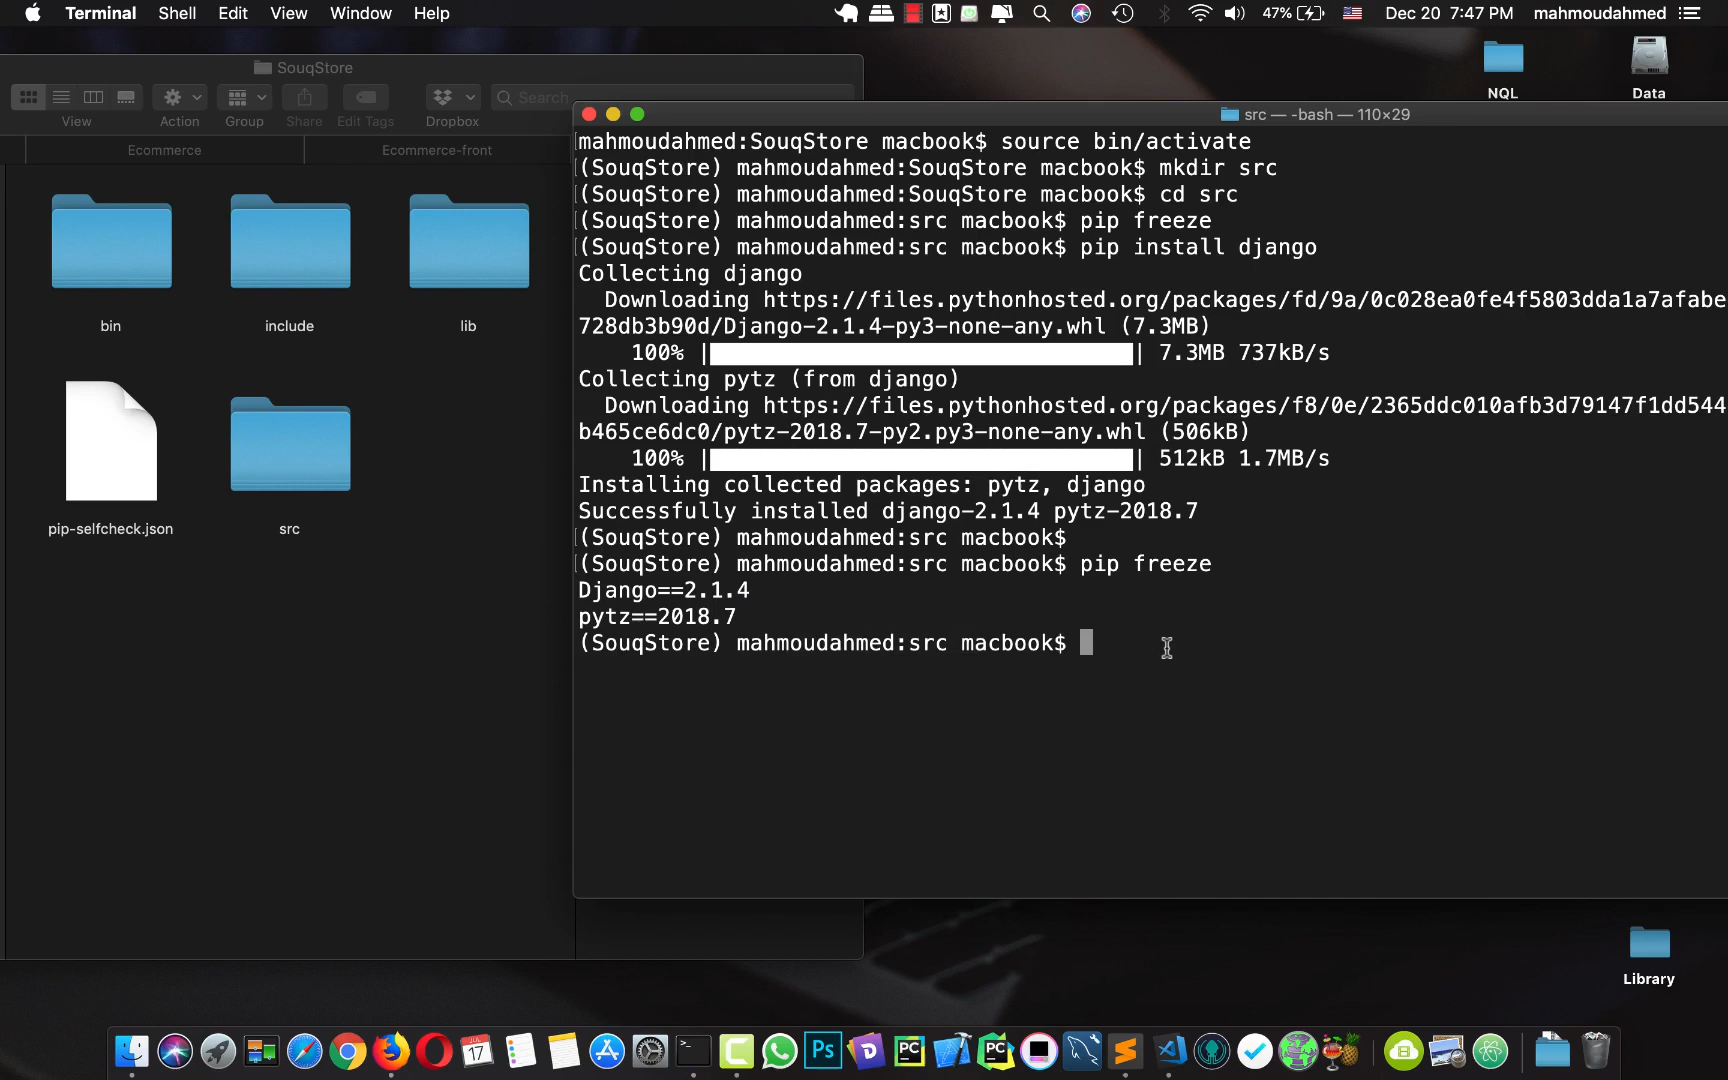 Terminal Shell Edit View Window Help
47% Dec 20 7:47 PM mahmoudahmed
SouqStore
Search
View Action Group Share Edit Tags Dropbox
Ecommerce Ecommerce-front
bin
include
lib
pip-selfcheck.json
src
NQL
Data
src — -bash — 110×29
mahmoudahmed:SouqStore macbook$ source bin/activate
(SouqStore) mahmoudahmed:SouqStore macbook$ mkdir src
(SouqStore) mahmoudahmed:SouqStore macbook$ cd src
(SouqStore) mahmoudahmed:src macbook$ pip freeze
(SouqStore) mahmoudahmed:src macbook$ pip install django
Collecting django
Downloading https://files.pythonhosted.org/packages/fd/9a/0c028ea0fe4f5803dda1a7afabe
728db3b90d/Django-2.1.4-py3-none-any.whl (7.3MB)
100% | | 7.3MB 737kB/s
Collecting pytz (from django)
Downloading https://files.pythonhosted.org/packages/f8/0e/2365ddc010afb3d79147f1dd544
b465ce6dc0/pytz-2018.7-py2.py3-none-any.whl (506kB)
100% | | 512kB 1.7MB/s
Installing collected packages: pytz, django
Successfully installed django-2.1.4 pytz-2018.7
(SouqStore) mahmoudahmed:src macbook$
(SouqStore) mahmoudahmed:src macbook$ pip freeze
Django==2.1.4
pytz==2018.7
(SouqStore) mahmoudahmed:src macbook$
Library
JUL
17
Ps
D
PC
PC
B